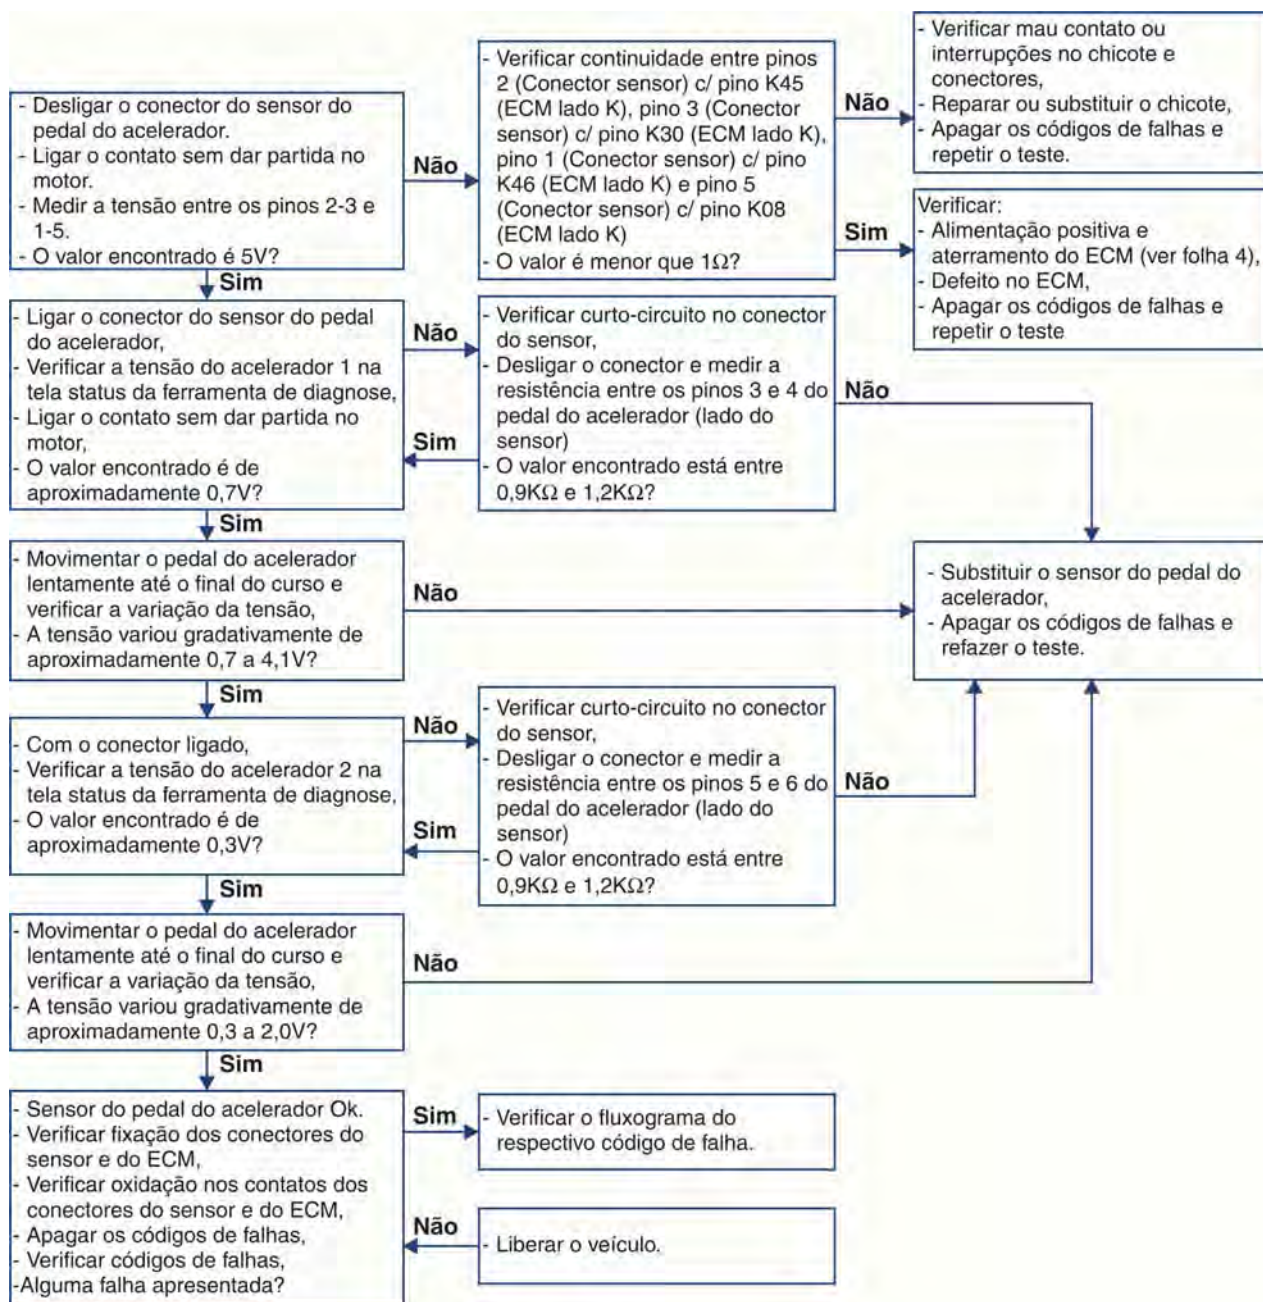 - Desligar o conector do sensor do
pedal do acelerador.
- Ligar o contato sem dar partida no
motor.
- Medir a tensão entre os pinos 2-3 e
1-5.
- O valor encontrado é 5V?
Não
- Verificar continuidade entre pinos
2 (Conector sensor) c/ pino K45
(ECM lado K), pino 3 (Conector
sensor) c/ pino K30 (ECM lado K),
pino 1 (Conector sensor) c/ pino
K46 (ECM lado K) e pino 5
(Conector sensor) c/ pino K08
(ECM lado K)
- O valor é menor que 1Ω?
Não
- Verificar mau contato ou
interrupções no chicote e
conectores,
- Reparar ou substituir o chicote,
- Apagar os códigos de falhas e
repetir o teste.
Sim
Verificar:
- Alimentação positiva e
aterramento do ECM (ver folha 4),
- Defeito no ECM,
- Apagar os códigos de falhas e
repetir o teste
Sim
- Ligar o conector do sensor do pedal
do acelerador,
- Verificar a tensão do acelerador 1 na
tela status da ferramenta de diagnose,
- Ligar o contato sem dar partida no
motor,
- O valor encontrado é de
aproximadamente 0,7V?
Não
Sim
- Verificar curto-circuito no conector
do sensor,
- Desligar o conector e medir a
resistência entre os pinos 3 e 4 do
pedal do acelerador (lado do
sensor)
- O valor encontrado está entre
0,9KΩ e 1,2KΩ?
Não
Sim
- Movimentar o pedal do acelerador
lentamente até o final do curso e
verificar a variação da tensão,
- A tensão variou gradativamente de
aproximadamente 0,7 a 4,1V?
Não
- Substituir o sensor do pedal do
acelerador,
- Apagar os códigos de falhas e
refazer o teste.
Sim
- Com o conector ligado,
- Verificar a tensão do acelerador 2 na
tela status da ferramenta de diagnose,
- O valor encontrado é de
aproximadamente 0,3V?
Não
Sim
- Verificar curto-circuito no conector
do sensor,
- Desligar o conector e medir a
resistência entre os pinos 5 e 6 do
pedal do acelerador (lado do
sensor)
- O valor encontrado está entre
0,9KΩ e 1,2KΩ?
Não
Sim
- Movimentar o pedal do acelerador
lentamente até o final do curso e
verificar a variação da tensão,
- A tensão variou gradativamente de
aproximadamente 0,3 a 2,0V?
Não
Sim
- Sensor do pedal do acelerador Ok.
- Verificar fixação dos conectores do
sensor e do ECM,
- Verificar oxidação nos contatos dos
conectores do sensor e do ECM,
- Apagar os códigos de falhas,
- Verificar códigos de falhas,
-Alguma falha apresentada?
Sim
- Verificar o fluxograma do
respectivo código de falha.
Não
- Liberar o veículo.